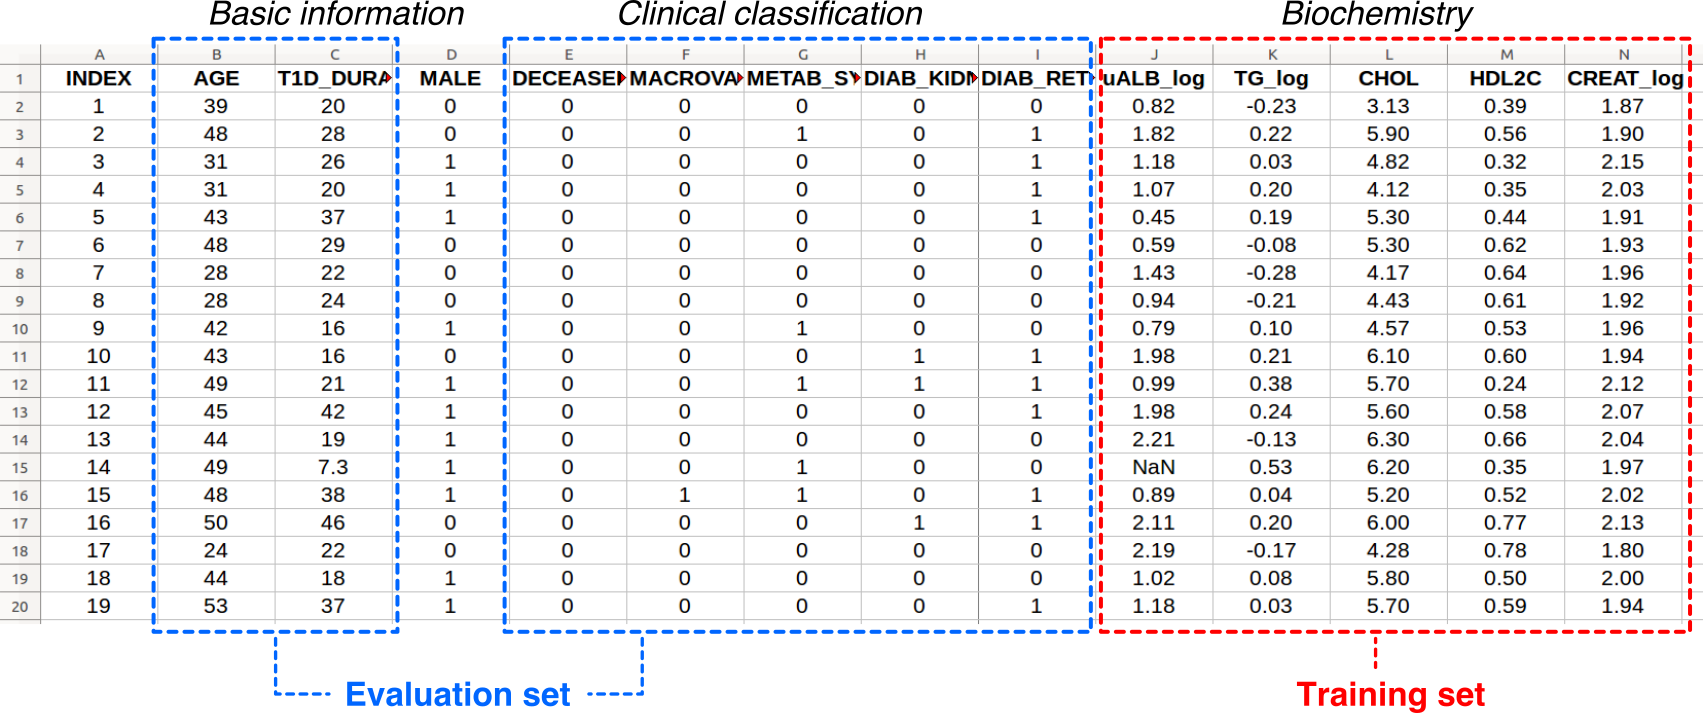 Basic information Clinical classification Biochemistry
A B C D E F G H I J K L M N
1 INDEX AGE T1D_DURA MALE DECEASE MACROVA METAB_SY DIAB_KIDN DIAB_RET uALB_log TG_log CHOL HDL2C CREAT_log
2 1 39 20 0 0 0 0 0 0 0.82 -0.23 3.13 0.39 1.87
3 2 48 28 0 0 0 1 0 1 1.82 0.22 5.90 0.56 1.90
4 3 31 26 1 0 0 0 0 1 1.18 0.03 4.82 0.32 2.15
5 4 31 20 1 0 0 0 0 1 1.07 0.20 4.12 0.35 2.03
6 5 43 37 1 0 0 0 0 1 0.45 0.19 5.30 0.44 1.91
7 6 48 29 0 0 0 0 0 0 0.59 -0.08 5.30 0.62 1.93
8 7 28 22 0 0 0 0 0 0 1.43 -0.28 4.17 0.64 1.96
9 8 28 24 0 0 0 0 0 0 0.94 -0.21 4.43 0.61 1.92
10 9 42 16 1 0 0 1 0 0 0.79 0.10 4.57 0.53 1.96
11 10 43 16 0 0 0 0 1 1 1.98 0.21 6.10 0.60 1.94
12 11 49 21 1 0 0 1 1 1 0.99 0.38 5.70 0.24 2.12
13 12 45 42 1 0 0 0 0 1 1.98 0.24 5.60 0.58 2.07
14 13 44 19 1 0 0 0 0 0 2.21 -0.13 6.30 0.66 2.04
15 14 49 7.3 1 0 0 1 0 0 NaN 0.53 6.20 0.35 1.97
16 15 48 38 1 0 1 1 0 1 0.89 0.04 5.20 0.52 2.02
17 16 50 46 0 0 0 0 1 1 2.11 0.20 6.00 0.77 2.13
18 17 24 22 0 0 0 0 0 0 2.19 -0.17 4.28 0.78 1.80
19 18 44 18 1 0 0 0 0 0 1.02 0.08 5.80 0.50 2.00
20 19 53 37 1 0 0 0 0 1 1.18 0.03 5.70 0.59 1.94
Evaluation set Training set